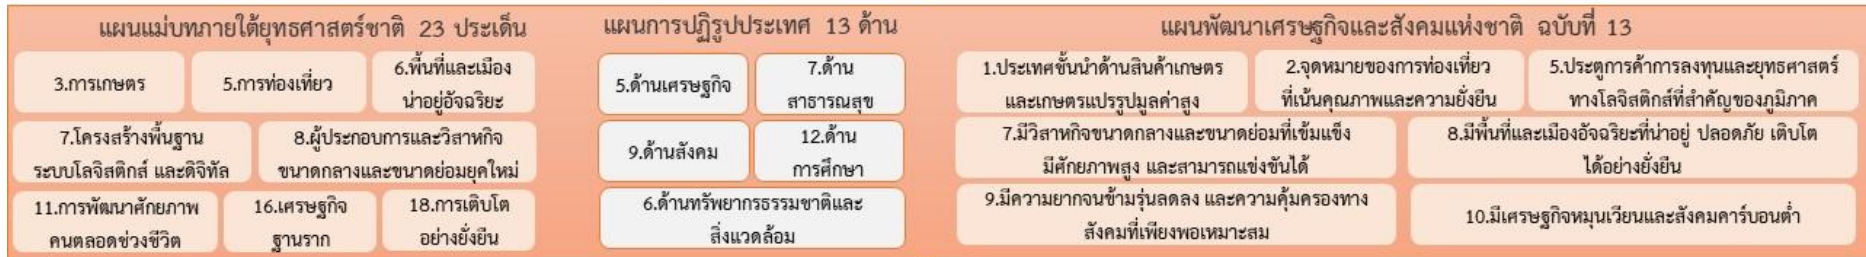 แผนแม่บทภายใต้ยุทธศาสตร์ชาติ 23 ประเด็น
3.การเกษตร
5.การท่องเที่ยว
6.พื้นที่และเมือง
น่าอยู่อัจฉริยะ
7.โครงสร้างพื้นฐาน
ระบบโลจิสติกส์ และดิจิทัล
8.ผู้ประกอบการและวิสาหกิจ
ขนาดกลางและขนาดย่อมยุคใหม่
11.การพัฒนาศักยภาพ
คนตลอดช่วงชีวิต
16.เศรษฐกิจ
ฐานราก
18.การเติบโต
อย่างยั่งยืน
แผนการปฏิรูปประเทศ 13 ด้าน
5.ด้านเศรษฐกิจ
7.ด้าน
สาธารณสุข
9.ด้านสังคม
12.ด้าน
การศึกษา
6.ด้านทรัพยากรธรรมชาติและ
สิ่งแวดล้อม
แผนพัฒนาเศรษฐกิจและสังคมแห่งชาติ ฉบับที่ 13
1.ประเทศชั้นนำด้านสินค้าเกษตร
และเกษตรแปรรูปมูลค่าสูง
2.จุดหมายของการท่องเที่ยว
ที่เน้นคุณภาพและความยั่งยืน
5.ประตูการค้าการลงทุนและยุทธศาสตร์
ทางโลจิสติกส์ที่สำคัญของภูมิภาค
7.มีวิสาหกิจขนาดกลางและขนาดย่อมที่เข้มแข็ง
มีศักยภาพสูง และสามารถแข่งขันได้
8.มีพื้นที่และเมืองอัจฉริยะที่น่าอยู่ ปลอดภัย เติบโต
ได้อย่างยั่งยืน
9.มีความยากจนข้ามรุ่นลดลง และความคุ้มครองทาง
สังคมที่เพียงพอเหมาะสม
10.มีเศรษฐกิจหมุนเวียนและสังคมคาร์บอนต่ำ